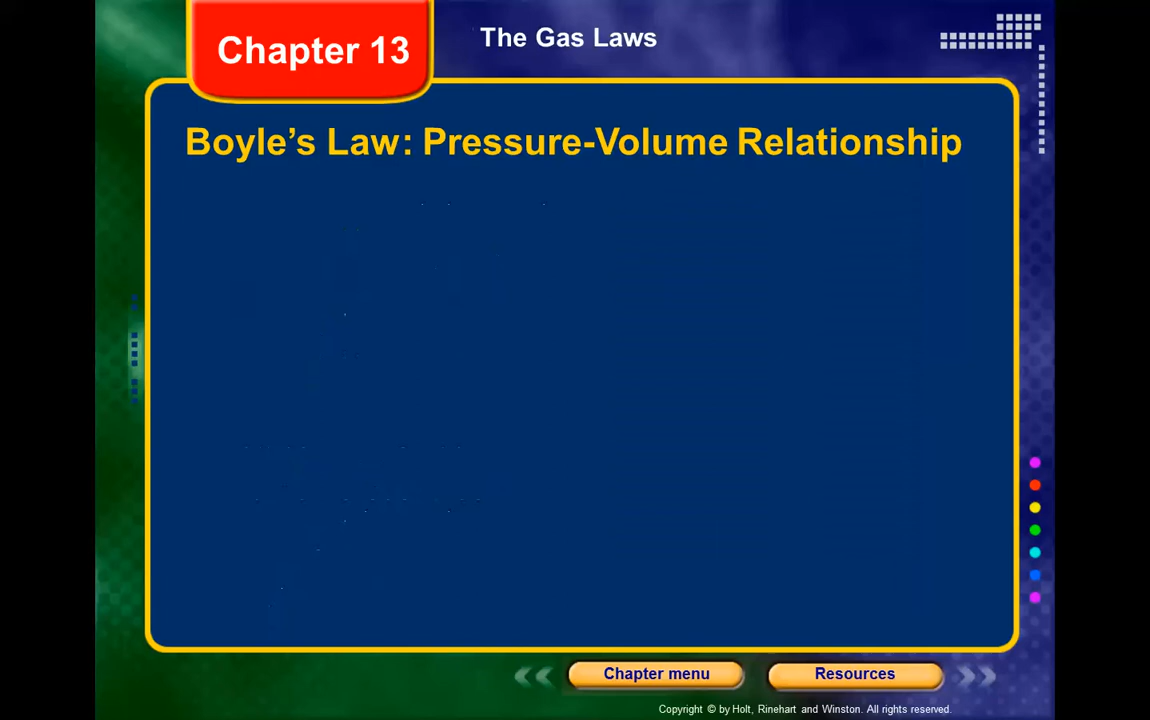 Chapter 13
The Gas Laws
Boyle’s Law: Pressure-Volume Relationship
Chapter menu
Resources
Copyright © by Holt, Rinehart and Winston. All rights reserved.